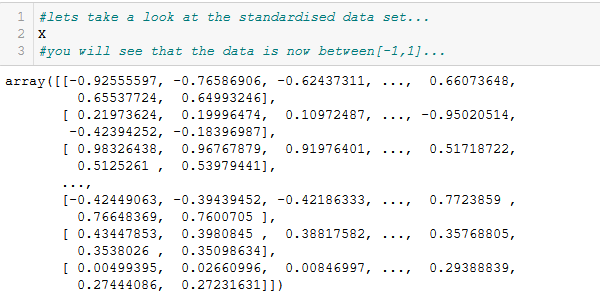 1 #lets take a look at the standardised data set...
2 X
3 #you will see that the data is now between[-1,1]...
array([[-0.92555597, -0.76586906, -0.62437311, ...,  0.66073648,
         0.65537724,  0.64993246],
       [ 0.21973624,  0.19996474,  0.10972487, ..., -0.95020514,
        -0.42394252, -0.18396987],
       [ 0.98326438,  0.96767879,  0.91976401, ...,  0.51718722,
         0.5125261 ,  0.53979441],
       ...,
       [-0.42449063, -0.39439452, -0.42186333, ...,  0.7723859 ,
         0.76648369,  0.7600705 ],
       [ 0.43447853,  0.3980845 ,  0.38817582, ...,  0.35768805,
         0.3538026 ,  0.35098634],
       [ 0.00499395,  0.02660996,  0.00846997, ...,  0.29388839,
         0.27444086,  0.27231631]])